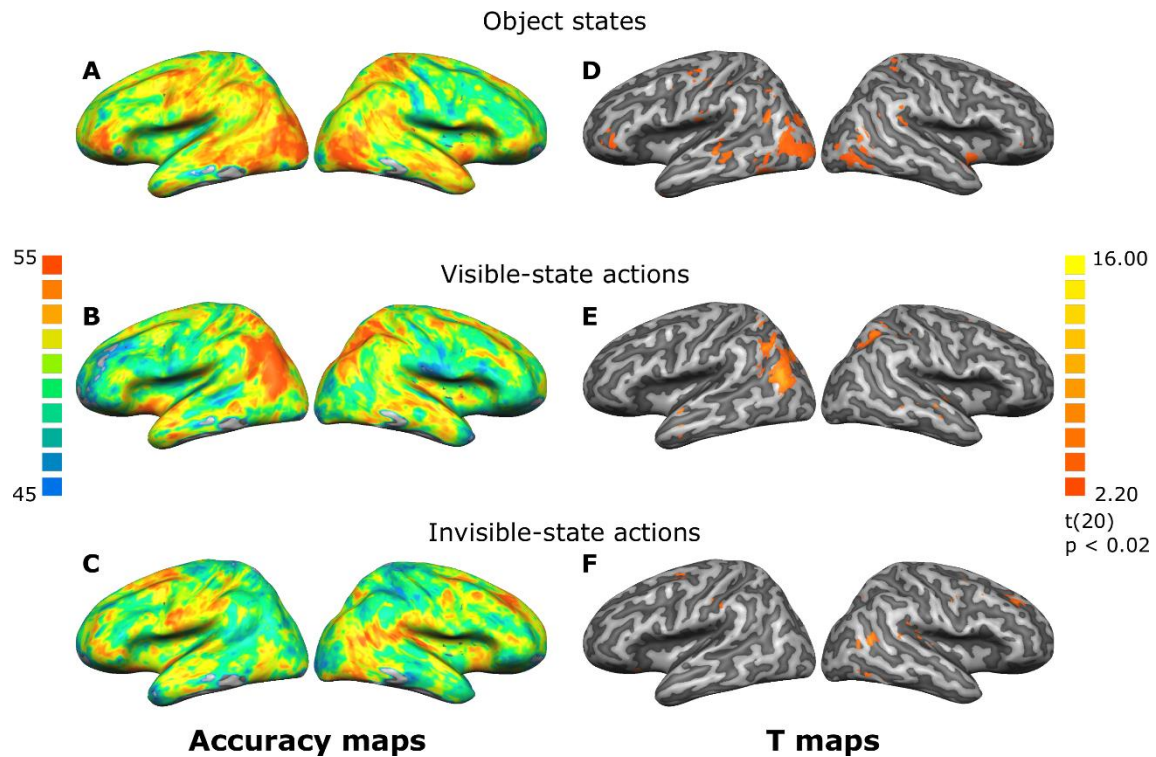 Object states
A
D
55
45
Visible-state actions
B
E
16.00
2.20
t(20)
p < 0.02
Invisible-state actions
C
F
Accuracy maps
T maps